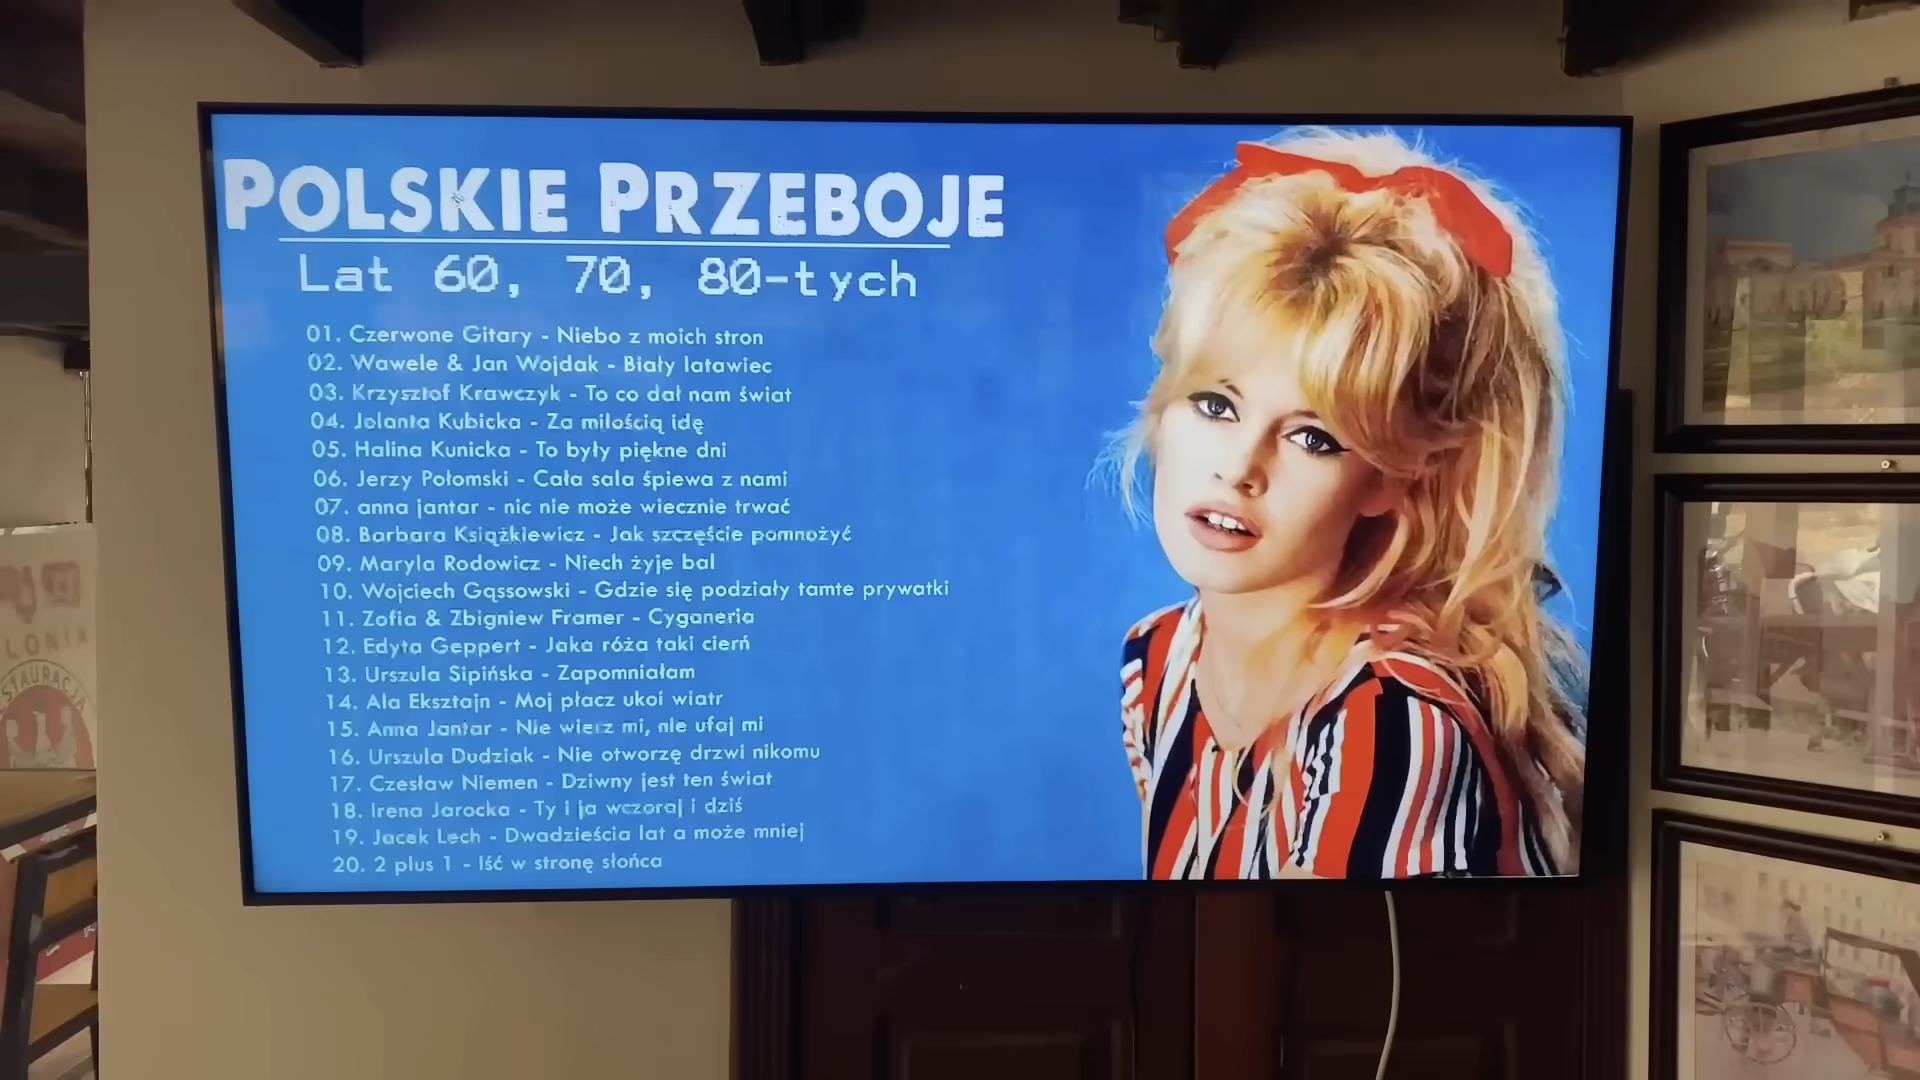 POLSKIE PRZEBOJE
Lat 60, 70, 80-tych
01. Czerwone Gitary - Niebo z moich stron
02. Wawele & Jan Wojdak - Biały latawiec
03. Krzysztof Krawczyk - To co dał nam świat
04. Jolanta Kubicka - Za miłością idę
05. Halina Kunicka - To były piękne dni
06. Jerzy Połomski - Cała sala śpiewa z nami
07. anna jantar - nic nie może wiecznie trwać
08. Barbara Książkiewicz - Jak szczęście pomnożyć
09. Maryla Rodowicz - Niech żyje bal
10. Wojciech Gąssowski - Gdzie się podziały tamte prywatki
11. Zofia & Zbigniew Framer - Cyganeria
12. Edyta Geppert - Jaka róża taki cierń
13. Urszula Sipińska - Zapomniałam
14. Ala Eksztajn - Moj płacz ukoi wiatr
15. Anna Jantar - Nie wierz mi, nie ufaj mi
16. Urszula Dudziak - Nie otworzę drzwi nikomu
17. Czesław Niemen - Dziwny jest ten świat
18. Irena Jarocka - Ty i ja wczoraj i dziś
19. Jacek Lech - Dwadzieścia lat a może mniej
20. 2 plus 1 - Iść w stronę słońca
LONIA
STAURACJA